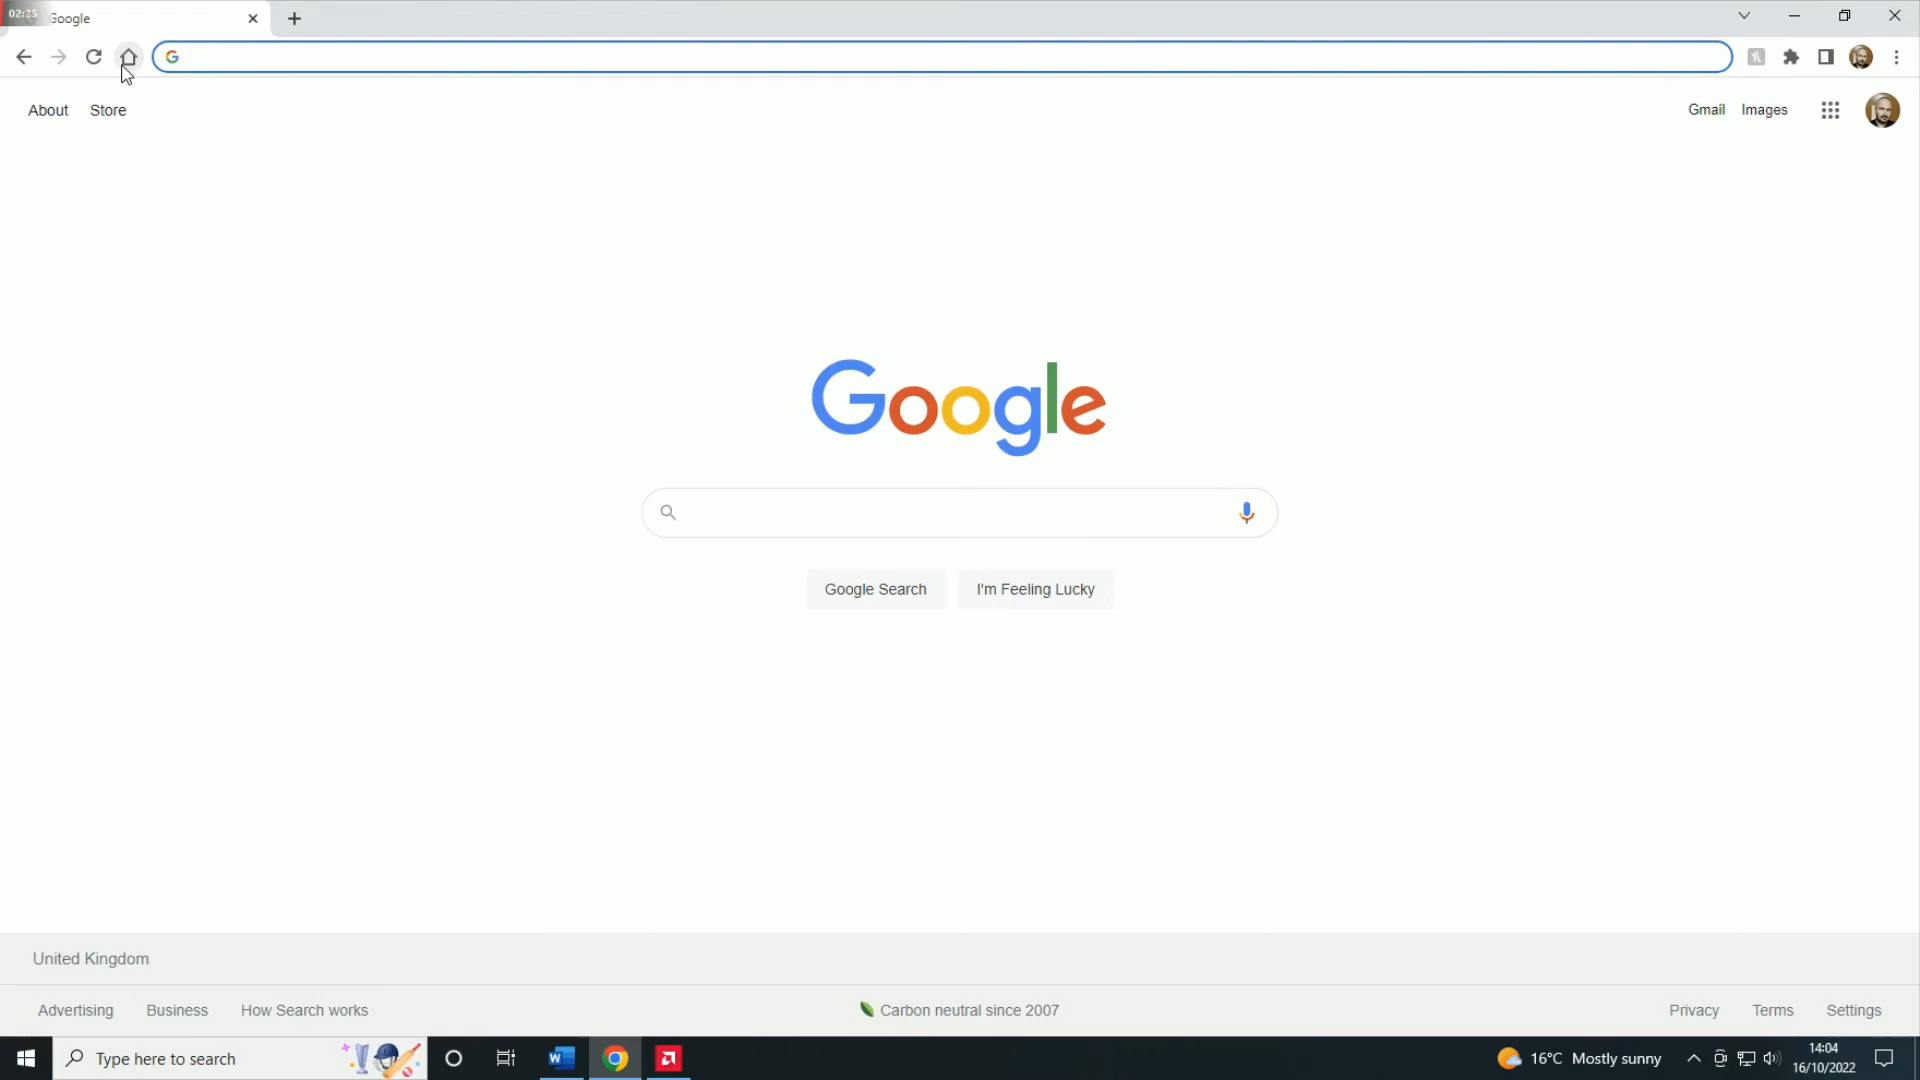 02:25
Google
About Store
Gmail Images
Google
Google Search I'm Feeling Lucky
United Kingdom
Advertising Business How Search works
Carbon neutral since 2007
Privacy Terms Settings
Type here to search
16°C Mostly sunny
14:04
16/10/2022